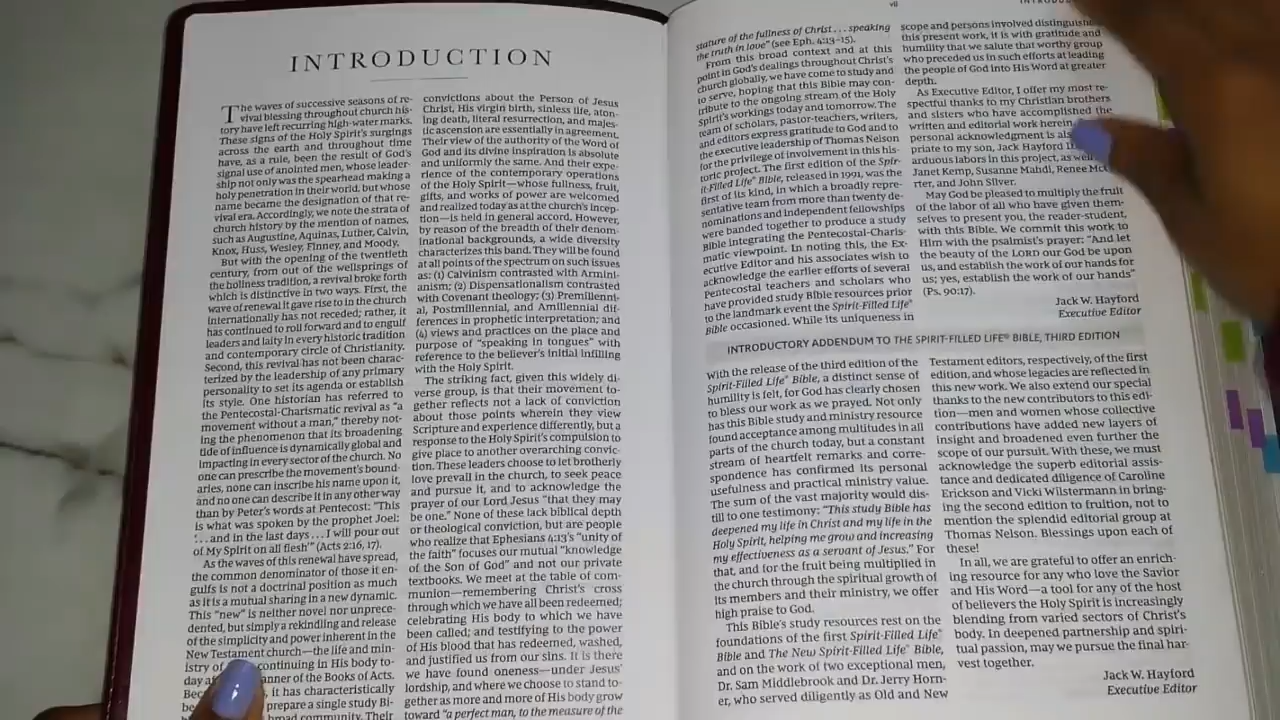 INTRODUCTION
The waves of successive seasons of re-
vival blessing throughout church his-
tory have left recurring high-water marks.
These signs of the Holy Spirit's surgings
across the earth and throughout time
have, as a rule, been the result of God's
signal use of anointed men, whose leader-
ship not only was the spearhead making a
holy penetration in their world, but whose
name became the designation of that re-
vival era. Accordingly, we note the strata of
church history by the mention of names,
such as Augustine, Aquinas, Luther, Calvin,
Knox, Huss, Wesley, Finney, and Moody.
But with the opening of the twentieth
century, from out of the wellsprings of
the holiness tradition, a revival broke forth
which is distinctive in two ways. First, the
wave of renewal it gave rise to in the church
internationally has not receded; rather, it
has continued to roll forward and to engulf
leaders and laity in every historic tradition
and contemporary circle of Christianity.
Second, this revival has not been charac-
terized by the leadership of any primary
personality to set its agenda or establish
its style. One historian has referred to
the Pentecostal-Charismatic revival as "a
movement without a man," thereby not-
ing the phenomenon that its broadening
tide of influence is dynamically global and
impacting in every sector of the church. No
one can prescribe the movement's bound-
aries, none can inscribe his name upon it,
and no one can describe it in any other way
than by Peter's words at Pentecost: "This
is what was spoken by the prophet Joel:
'. . . and in the last days . . . I will pour out
of My Spirit on all flesh'" (Acts 2:16, 17).
As the waves of this renewal have spread,
the common denominator of those it en-
gulfs is not a doctrinal position as much
as it is a mutual sharing in a new dynamic.
This "new" is neither novel nor unprece-
dented, but simply a rekindling and release
of the simplicity and power inherent in the
New Testament church—the life and min-
istry of continuing in His body to-
day anner of the Books of Acts.
Bec it has characteristically
be prepare a single study Bi-
broad community. Their
convictions about the Person of Jesus
Christ, His virgin birth, sinless life, aton-
ing death, literal resurrection, and majes-
tic ascension are essentially in agreement.
Their view of the authority of the Word of
God and its divine inspiration is absolute
and uniformly the same. And their expe-
rience of the contemporary operations
of the Holy Spirit—whose fullness, fruit,
gifts, and works of power are welcomed
and realized today as at the church's incep-
tion—is held in general accord. However,
by reason of the breadth of their denom-
inational backgrounds, a wide diversity
characterizes this band. They will be found
at all points of the spectrum on such issues
as: (1) Calvinism contrasted with Armini-
anism; (2) Dispensationalism contrasted
with Covenant theology; (3) Premillenni-
al, Postmillennial, and Amillennial dif-
ferences in prophetic interpretation; and
(4) views and practices on the place and
purpose of "speaking in tongues" with
reference to the believer's initial infilling
with the Holy Spirit.
The striking fact, given this widely di-
verse group, is that their movement to-
gether reflects not a lack of conviction
about those points wherein they view
Scripture and experience differently, but a
response to the Holy Spirit's compulsion to
give place to another overarching convic-
tion. These leaders choose to let brotherly
love prevail in the church, to seek peace
and pursue it, and to acknowledge the
prayer of our Lord Jesus "that they may
be one." None of these lack biblical depth
or theological conviction, but are people
who realize that Ephesians 4:13's "unity of
the faith" focuses our mutual "knowledge
of the Son of God" and not our private
textbooks. We meet at the table of com-
munion—remembering Christ's cross
through which we have all been redeemed;
celebrating His body to which we have
been called; and testifying to the power
of His blood that has redeemed, washed,
and justified us from our sins. It is there
we have found oneness—under Jesus'
lordship, and where we choose to stand to-
gether as more and more of His body grow
toward "a perfect man, to the measure of the
vii
stature of the fullness of Christ . . . speaking
the truth in love" (see Eph. 4:13–15).
From this broad context and at this
point in God's dealings throughout Christ's
church globally, we have come to study and
to serve, hoping that this Bible may con-
tribute to the ongoing stream of the Holy
Spirit's workings today and tomorrow. The
team of scholars, pastor-teachers, writers,
and editors express gratitude to God and to
the executive leadership of Thomas Nelson
for the privilege of involvement in this his-
toric project. The first edition of the Spir-
it-Filled Life® Bible, released in 1991, was the
first of its kind, in which a broadly repre-
sentative team from more than twenty de-
nominations and independent fellowships
were banded together to produce a study
Bible integrating the Pentecostal-Charis-
matic viewpoint. In noting this, the Ex-
ecutive Editor and his associates wish to
acknowledge the earlier efforts of several
Pentecostal teachers and scholars who
have provided study Bible resources prior
to the landmark event the Spirit-Filled Life®
Bible occasioned. While its uniqueness in
scope and persons involved distinguish
this present work, it is with gratitude and
humility that we salute that worthy group
who preceded us in such efforts at leading
the people of God into His Word at greater
depth.
As Executive Editor, I offer my most re-
spectful thanks to my Christian brothers
and sisters who have accomplished the
written and editorial work herein.
personal acknowledgment is als
priate to my son, Jack Hayford
arduous labors in this project, as well
Janet Kemp, Susanne Mahdi, Renee
rter, and John Silver.
May God be pleased to multiply the fruit
of the labor of all who have given them-
selves to present you, the reader-student,
with this Bible. We commit this work to
Him with the psalmist's prayer: "And let
the beauty of the LORD our God be upon
us, and establish the work of our hands for
us; yes, establish the work of our hands"
(Ps. 90:17).
Jack W. Hayford
Executive Editor
INTRODUCTORY ADDENDUM TO THE SPIRIT-FILLED LIFE® BIBLE, THIRD EDITION
With the release of the third edition of the
Spirit-Filled Life® Bible, a distinct sense of
humility is felt, for God has clearly chosen
to bless our work as we prayed. Not only
has this Bible study and ministry resource
found acceptance among multitudes in all
parts of the church today, but a constant
stream of heartfelt remarks and corre-
spondence has confirmed its personal
usefulness and practical ministry value.
The sum of the vast majority would dis-
till to one testimony: "This study Bible has
deepened my life in Christ and my life in the
Holy Spirit, helping me grow and increasing
my effectiveness as a servant of Jesus." For
that, and for the fruit being multiplied in
the church through the spiritual growth of
its members and their ministry, we offer
high praise to God.
This Bible's study resources rest on the
foundations of the first Spirit-Filled Life®
Bible and The New Spirit-Filled Life® Bible,
and on the work of two exceptional men,
Dr. Sam Middlebrook and Dr. Jerry Horn-
er, who served diligently as Old and New
Testament editors, respectively, of the first
edition, and whose legacies are reflected in
this new work. We also extend our special
thanks to the new contributors to this edi-
tion—men and women whose collective
contributions have added new layers of
insight and broadened even further the
scope of our pursuit. With these, we must
acknowledge the superb editorial assis-
tance and dedicated diligence of Caroline
Erickson and Vicki Wilstermann in bring-
ing the second edition to fruition, not to
mention the splendid editorial group at
Thomas Nelson. Blessings upon each of
these!
In all, we are grateful to offer an enrich-
ing resource for any who love the Savior
and His Word—a tool for any of the host
of believers the Holy Spirit is increasingly
blending from varied sectors of Christ's
body. In deepened partnership and spiri-
tual passion, may we pursue the final har-
vest together.
Jack W. Hayford
Executive Editor